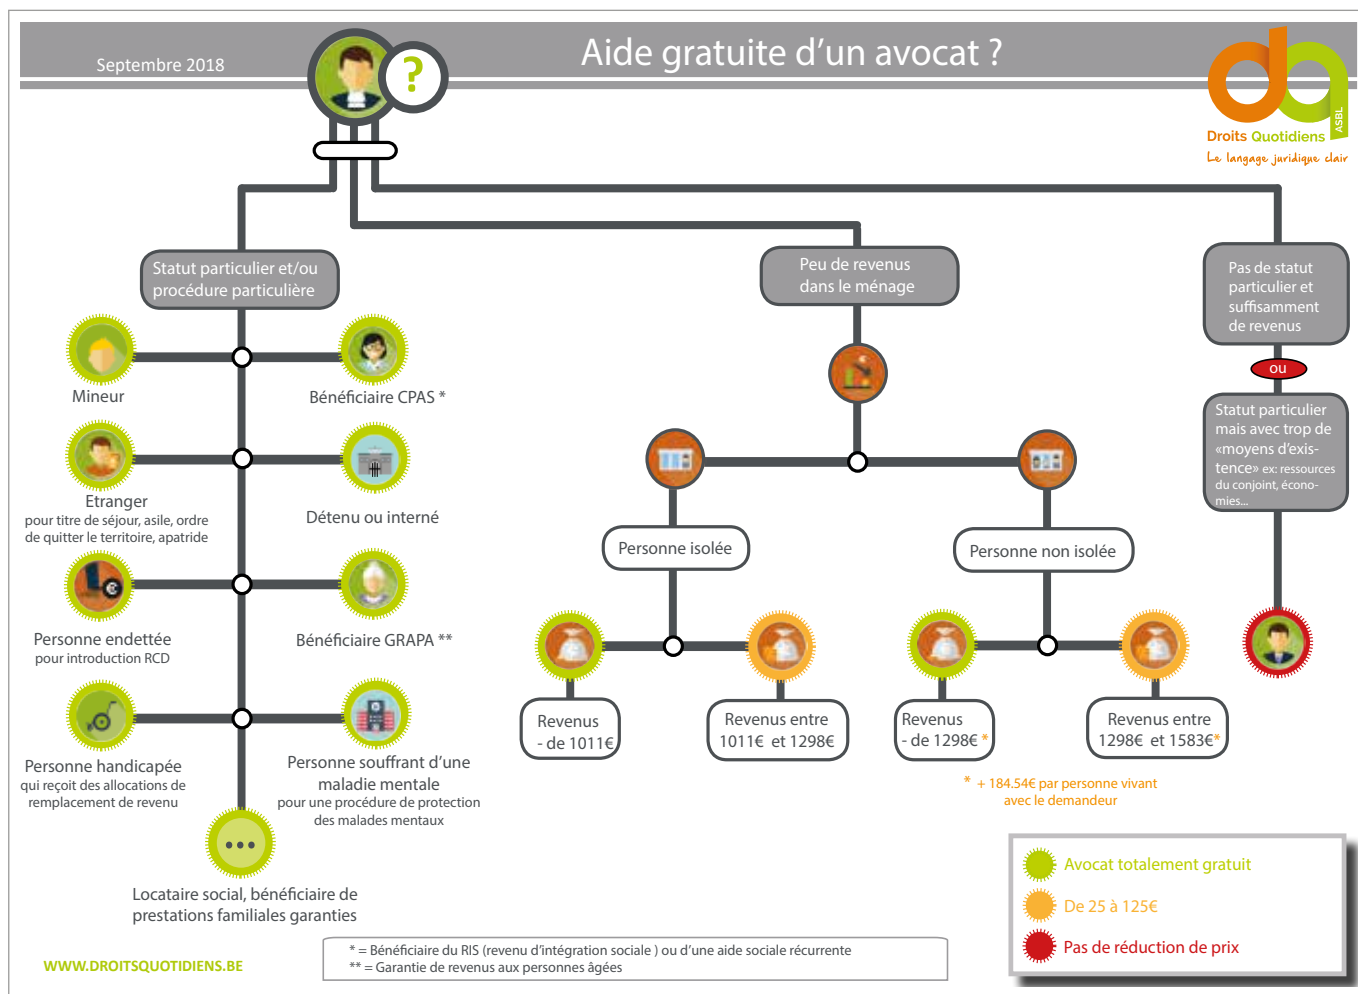 Septembre 2018
?
Aide gratuite d'un avocat ?
dq
ASBL
Droits Quotidiens
Le langage juridique clair
Statut particulier et/ou
procédure particulière
Mineur
Bénéficiaire CPAS *
Etranger
pour titre de séjour, asile, ordre
de quitter le territoire, apatride
Détenu ou interné
€
Personne endettée
pour introduction RCD
Bénéficiaire GRAPA **
Personne handicapée
qui reçoit des allocations de
remplacement de revenu
Personne souffrant d'une
maladie mentale
pour une procédure de protection
des malades mentaux
...
Locataire social, bénéficiaire de
prestations familiales garanties
Peu de revenus
dans le ménage
Personne isolée
Revenus
- de 1011€
Revenus entre
1011€ et 1298€
Personne non isolée
Revenus
- de 1298€ *
Revenus entre
1298€ et 1583€*
* + 184.54€ par personne vivant
avec le demandeur
Pas de statut
particulier et
suffisamment
de revenus
ou
Statut particulier
mais avec trop de
«moyens d'exis-
tence» ex: ressources
du conjoint, écono-
mies...
Avocat totalement gratuit
De 25 à 125€
Pas de réduction de prix
* = Bénéficiaire du RIS (revenu d'intégration sociale ) ou d'une aide sociale récurrente
** = Garantie de revenus aux personnes âgées
WWW.DROITSQUOTIDIENS.BE